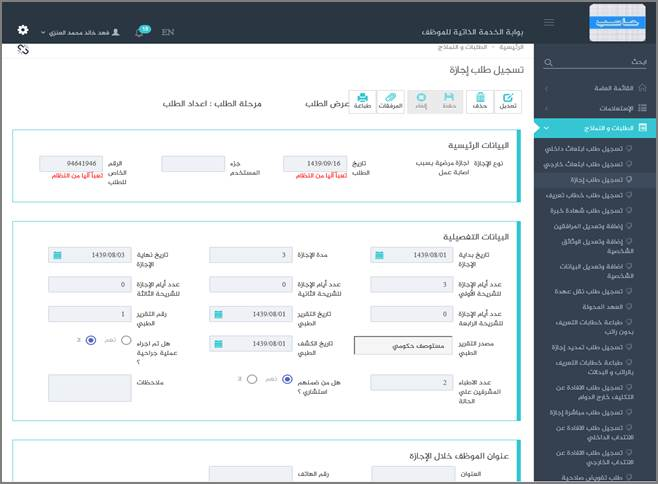 بوابة الخدمة الذاتية للموظف
EN
18
فهد خالد محمد العنزي
الرئيسية - الطلبات و النماذج
تسجيل طلب إجازة
تعديل
حذف
حفظ
إلغاء
المرفقات
طباعة
عرض الطلب
مرحلة الطلب : اعداد الطلب
البيانات الرئيسية
نوع الإجازة
اجازة مرضية بسبب
اصابة عمل
تاريخ
الطلب
1439/09/16
تعبأ آليا من النظام
جزء
المستخدم
الرقم
الخاص
للطلب
94641946
تعبأ آليا من النظام
البيانات التفصيلية
تاريخ بداية
الإجازة
1439/08/01
مدة الإجازة
3
تاريخ نهاية
الإجازة
1439/08/03
عدد أيام الإجازة
للشريحة الأولي
3
عدد أيام الإجازة
للشريحة الثانية
0
عدد أيام الإجازة
للشريحة الثالثة
0
عدد أيام الإجازة
للشريحة الرابعة
0
تاريخ التقرير
الطبي
1439/08/01
رقم التقرير
الطبي
1
مصدر التقرير
الطبي
مستوصف حكومي
تاريخ الكشف
الطبي
1439/08/01
هل تم اجراء
عملية جراحية
؟
نعم
لا
عدد الاطباء
المشرفين علي
الحالة
2
هل من ضمنهم
استشاري ؟
نعم
لا
ملاحظات
عنوان الموظف خلال الإجازة
العنوان
رقم الهاتف
ابحث
القائمة العامة
الإستعلامات
الطلبات و النماذج
تسجيل طلب ابتعاث داخلي
تسجيل طلب ابتعاث خارجي
تسجيل طلب إجازة
تسجيل طلب خطاب تعريف
تسجيل طلب شهادة خبرة
إضافة وتعديل المرافقين
إضافة وتعديل الوثائق
الشخصية
اضافة وتعديل البيانات
الشخصية
تسجيل طلب نقل عهدة
العهد المحولة
طباعة خطابات التعريف
بدون راتب
تسجيل طلب تمديد إجازة
طباعة خطابات التعريف
بالراتب و البدلات
تسجيل طلب الافادة عن
التكليف خارج الدوام
تسجيل طلب مباشرة إجازة
تسجيل طلب الافادة عن
الانتداب الداخلي
تسجيل طلب الافادة عن
الانتداب الخارجي
طلب تفويض صلاحية